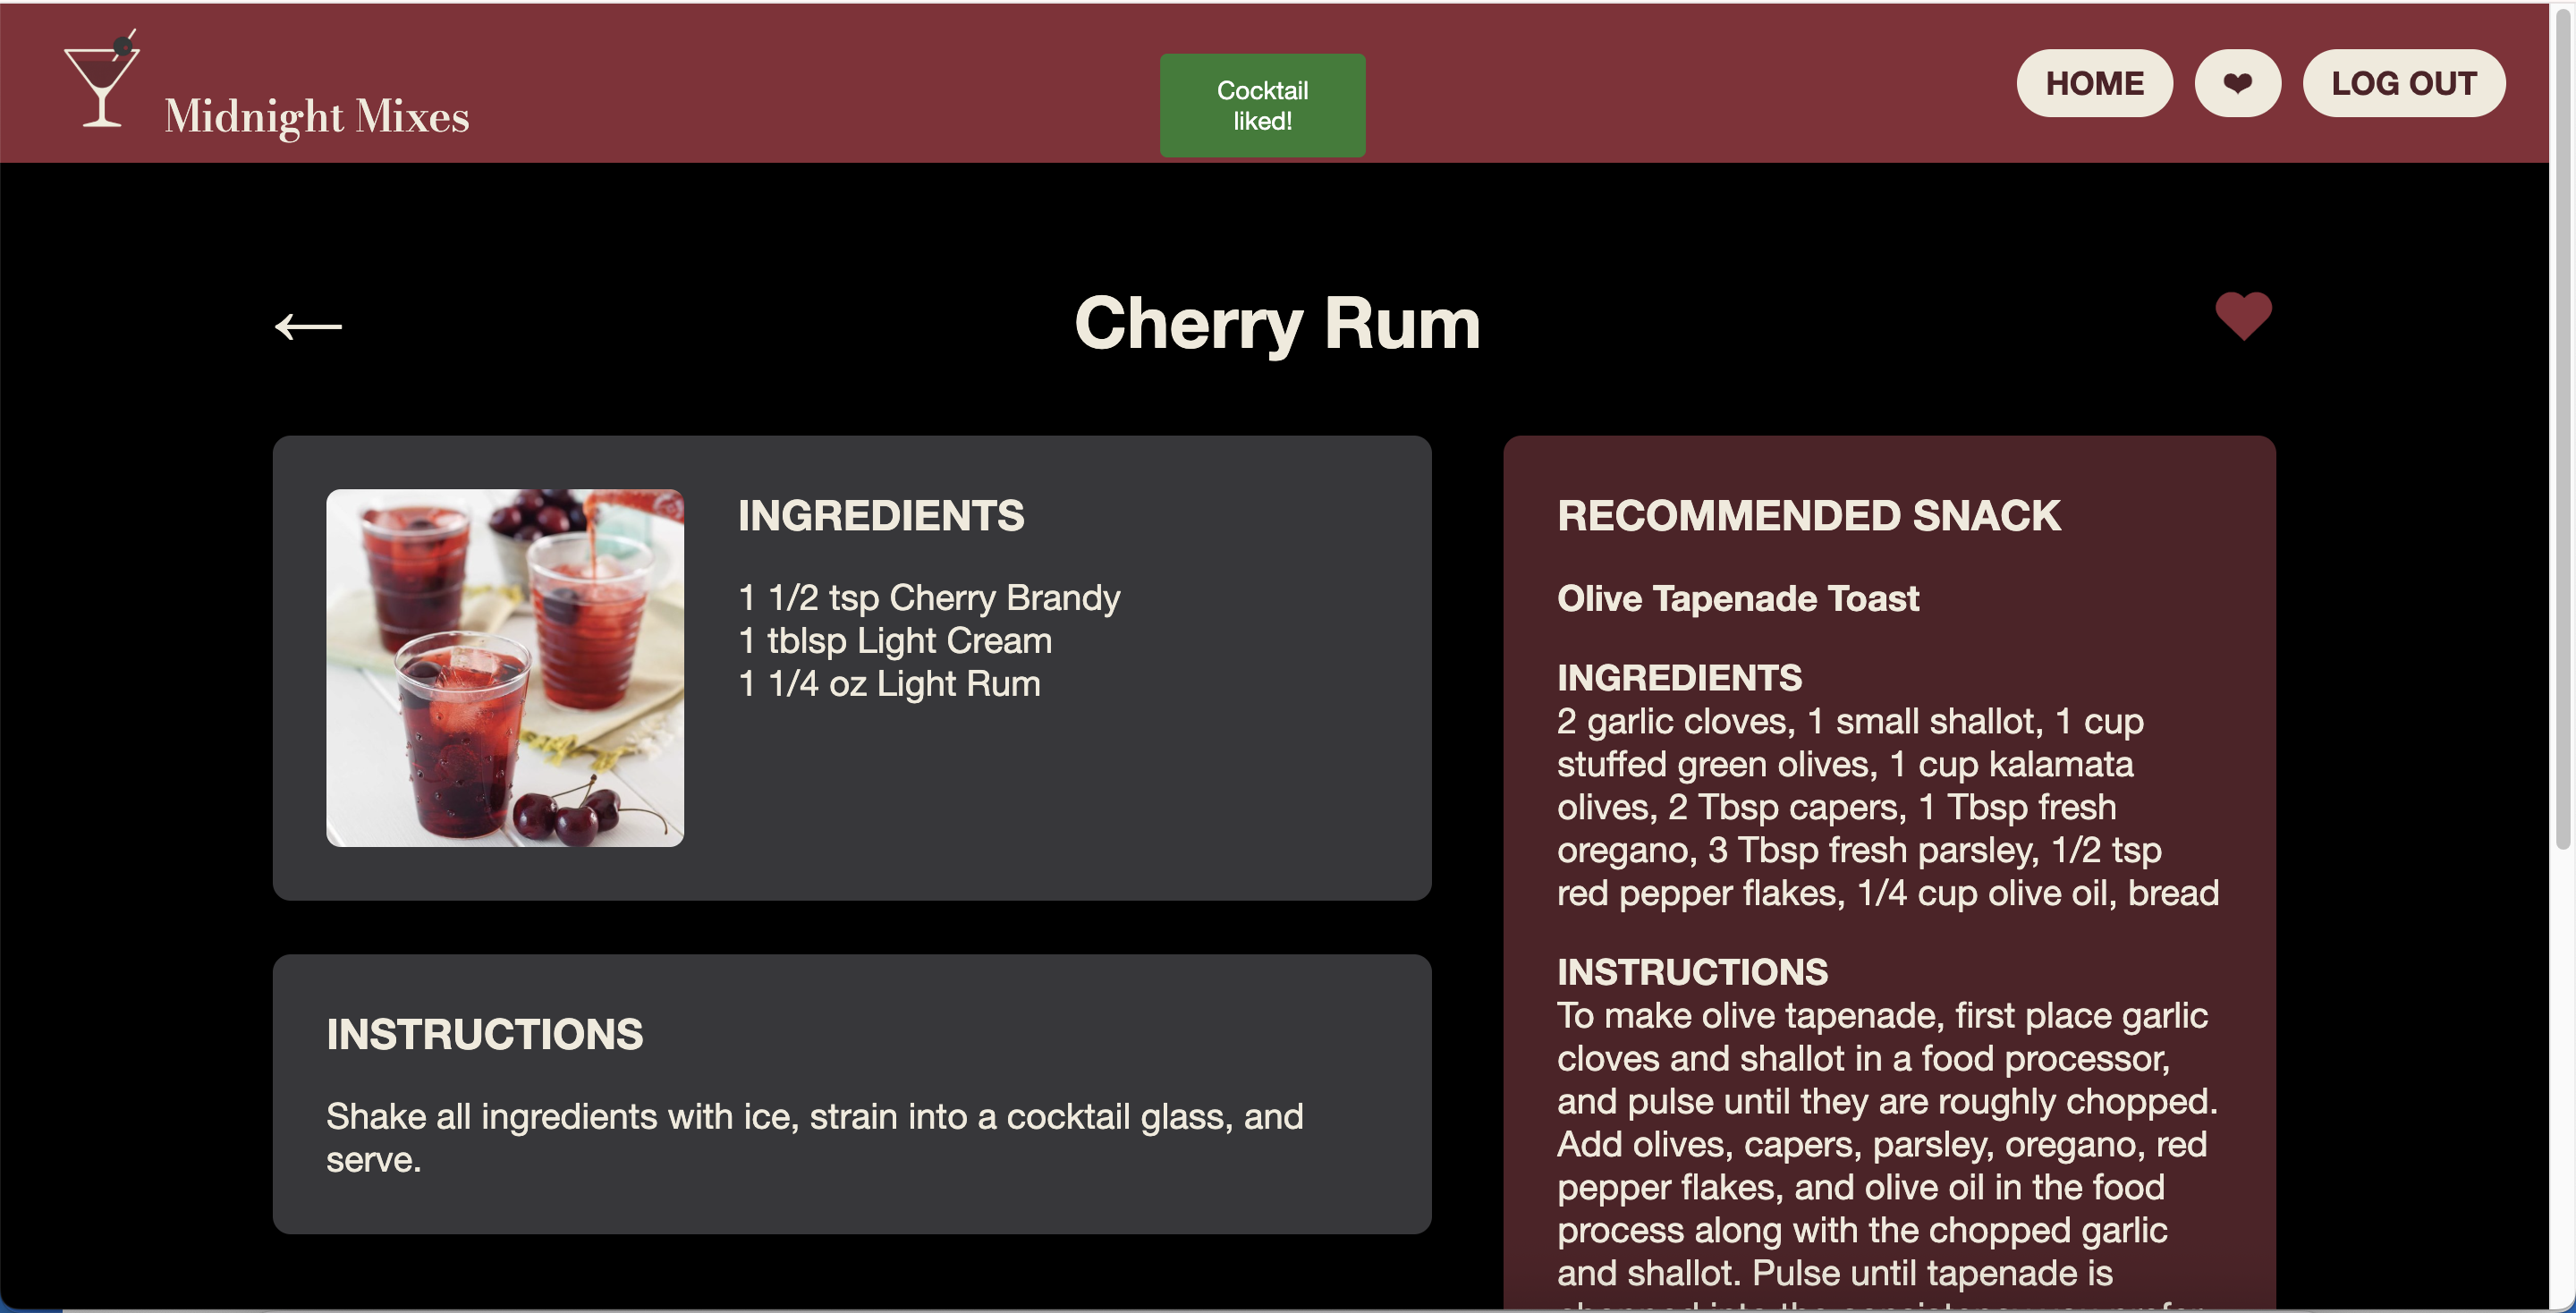 Midnight Mixes
Cocktail
liked!
HOME
❤
LOG OUT
←
Cherry Rum
INGREDIENTS
1 1/2 tsp Cherry Brandy
1 tblsp Light Cream
1 1/4 oz Light Rum
INSTRUCTIONS
Shake all ingredients with ice, strain into a cocktail glass, and
serve.
RECOMMENDED SNACK
Olive Tapenade Toast
INGREDIENTS
2 garlic cloves, 1 small shallot, 1 cup
stuffed green olives, 1 cup kalamata
olives, 2 Tbsp capers, 1 Tbsp fresh
oregano, 3 Tbsp fresh parsley, 1/2 tsp
red pepper flakes, 1/4 cup olive oil, bread
INSTRUCTIONS
To make olive tapenade, first place garlic
cloves and shallot in a food processor,
and pulse until they are roughly chopped.
Add olives, capers, parsley, oregano, red
pepper flakes, and olive oil in the food
process along with the chopped garlic
and shallot. Pulse until tapenade is